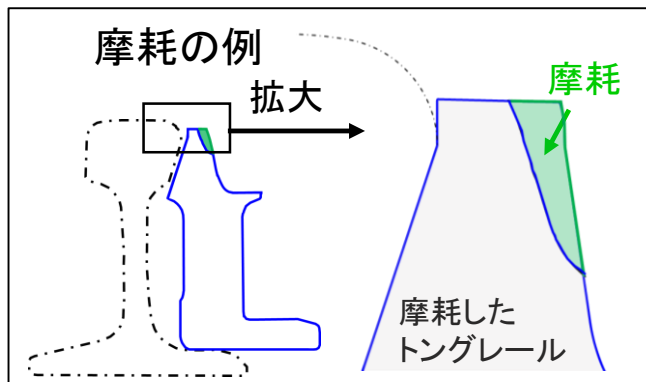 摩耗の例
拡大
摩耗
摩耗した
トングレール